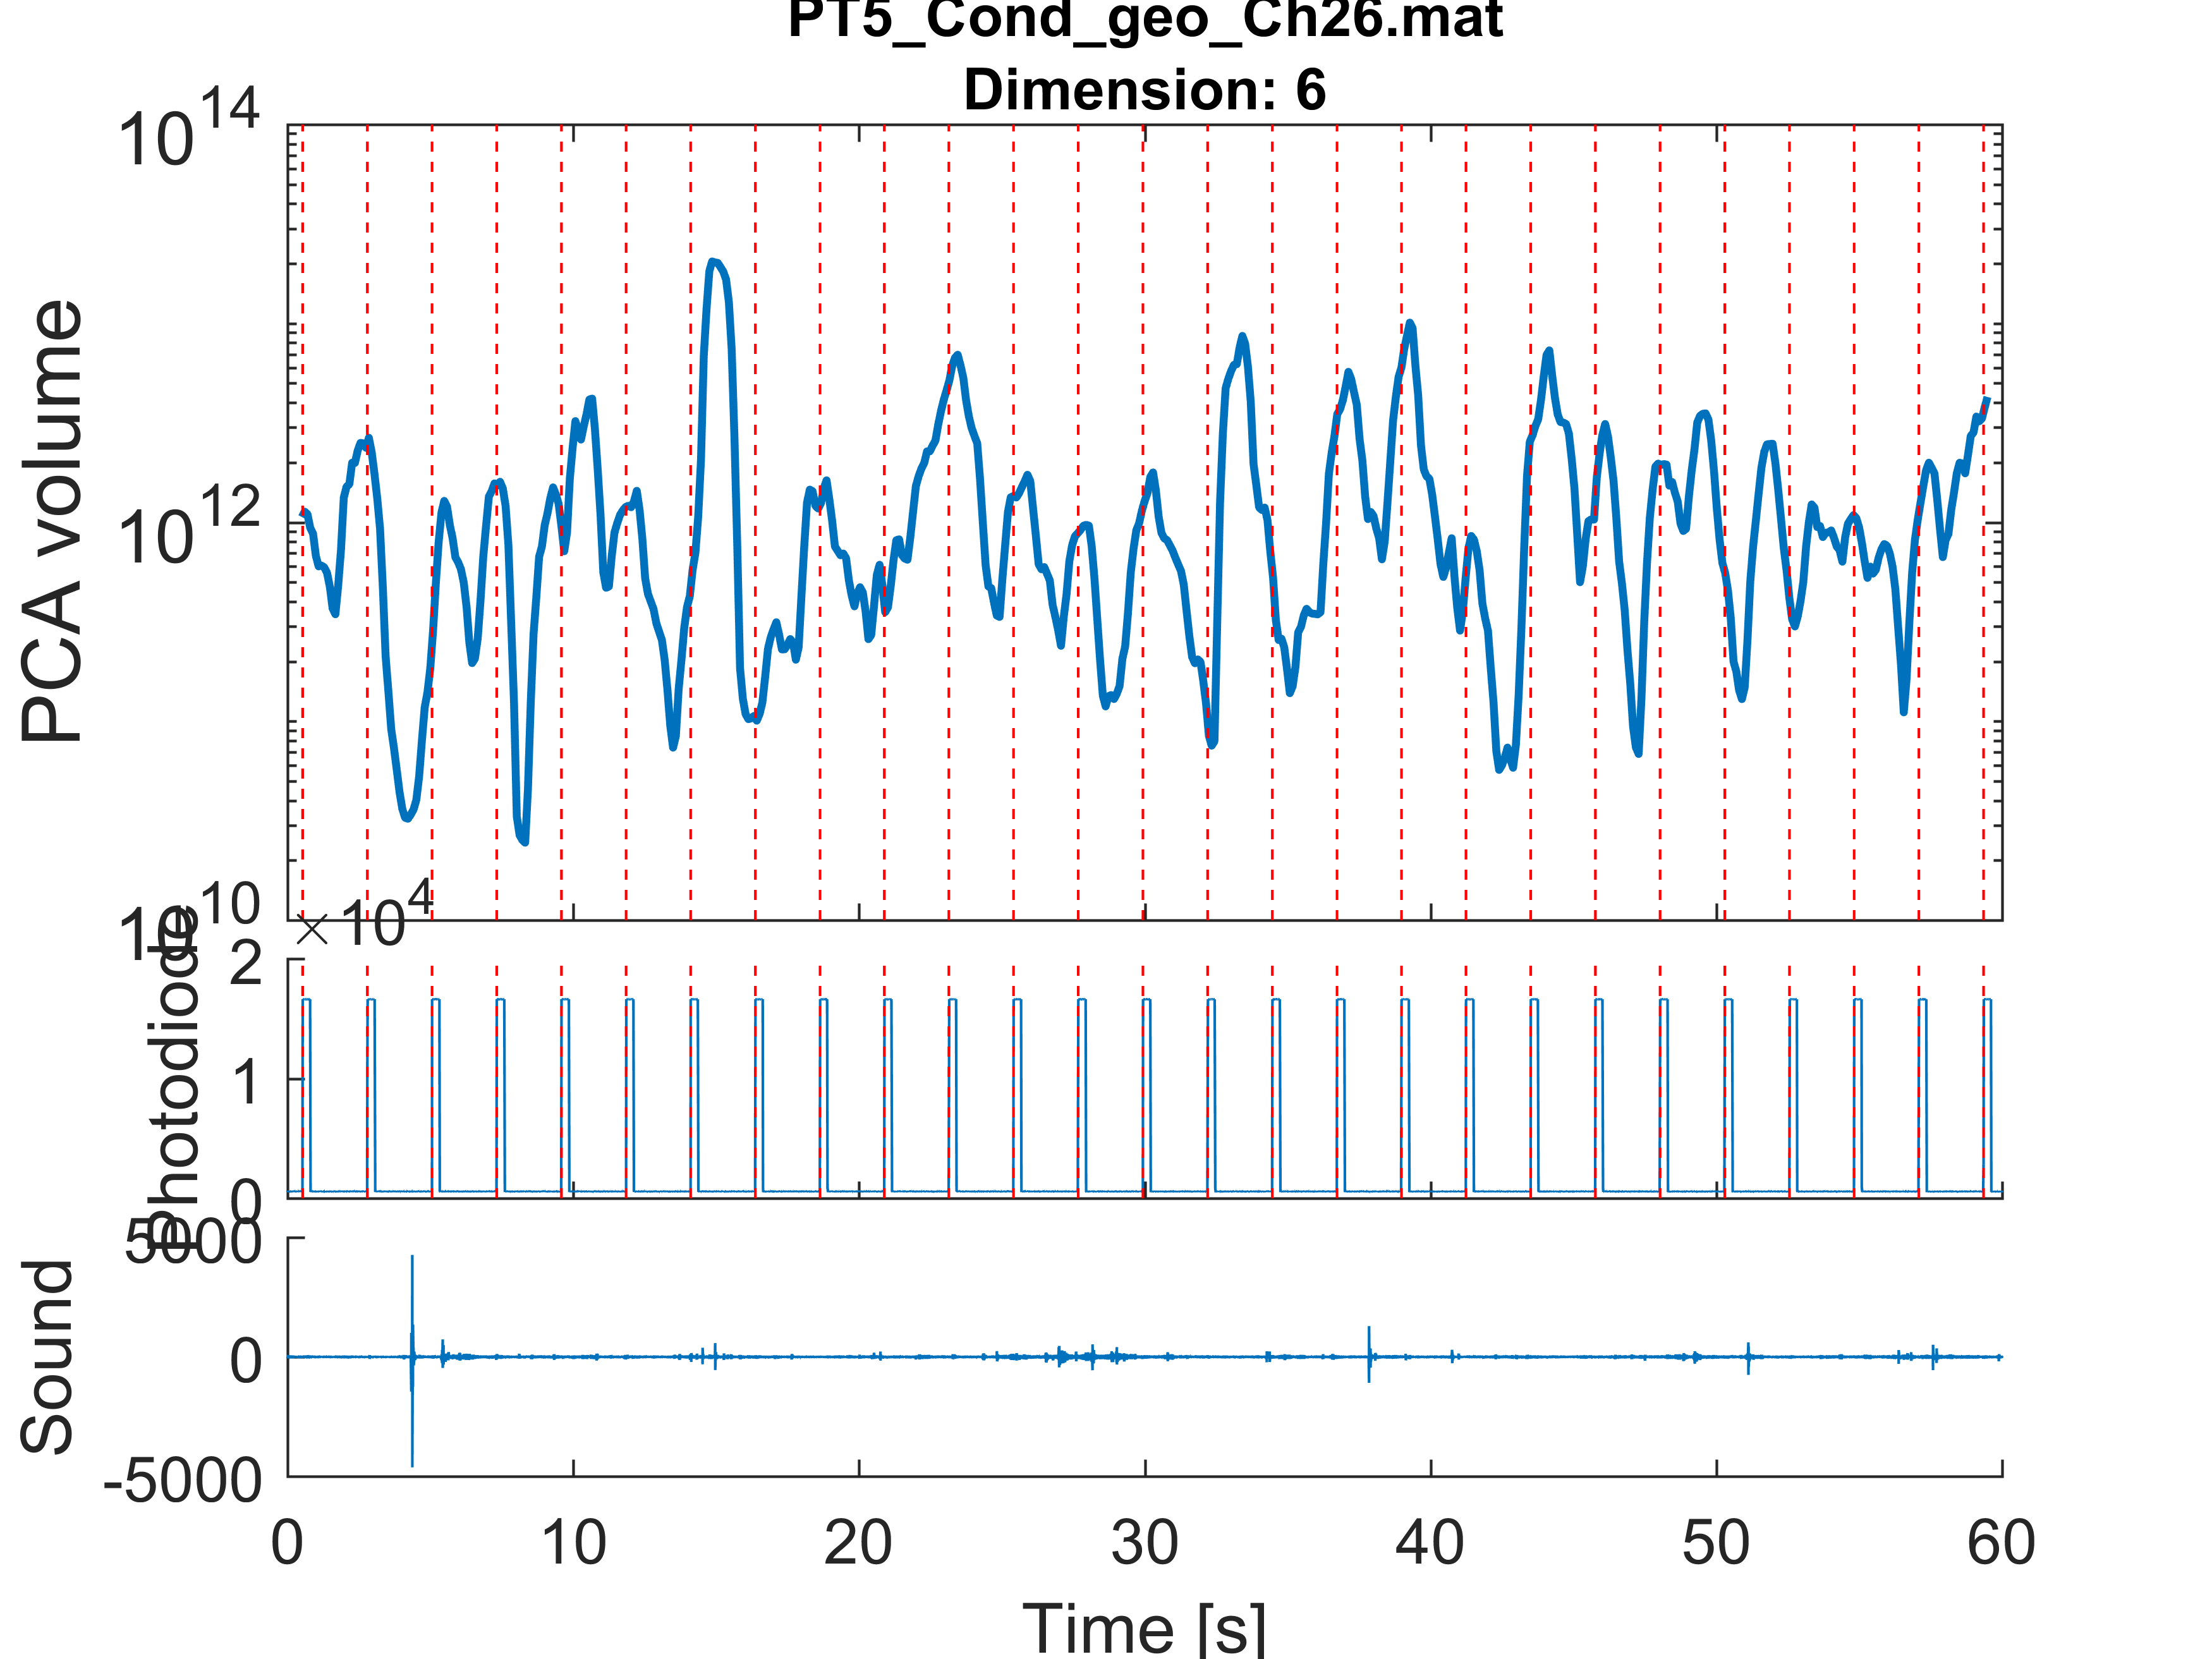 PT5_Cond_geo_Ch26.mat
Dimension: 6
PCA volume
10^14
10^12
10^10
×10^4
Photodiode
2
1
0
Sound
5000
0
-5000
0 10 20 30 40 50 60
Time [s]